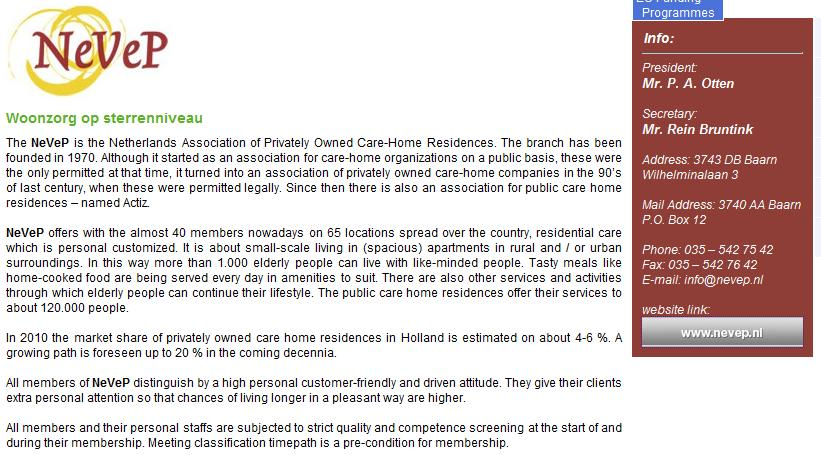 NeVeP
Woonzorg op sterrenniveau
The NeVeP is the Netherlands Association of Privately Owned Care-Home Residences. The branch has been
founded in 1970. Although it started as an association for care-home organizations on a public basis, these were
the only permitted at that time, it turned into an association of privately owned care-home companies in the 90's
of last century, when these were permitted legally. Since then there is also an association for public care home
residences – named Actiz.
NeVeP offers with the almost 40 members nowadays on 65 locations spread over the country, residential care
which is personal customized. It is about small-scale living in (spacious) apartments in rural and / or urban
surroundings. In this way more than 1.000 elderly people can live with like-minded people. Tasty meals like
home-cooked food are being served every day in amenities to suit. There are also other services and activities
through which elderly people can continue their lifestyle. The public care home residences offer their services to
about 120.000 people.
In 2010 the market share of privately owned care home residences in Holland is estimated on about 4-6 %. A
growing path is foreseen up to 20 % in the coming decennia.
All members of NeVeP distinguish by a high personal customer-friendly and driven attitude. They give their clients
extra personal attention so that chances of living longer in a pleasant way are higher.
All members and their personal staffs are subjected to strict quality and competence screening at the start of and
during their membership. Meeting classification timepath is a pre-condition for membership.
Programmes
Info:
President:
Mr. P. A. Otten
Secretary:
Mr. Rein Bruntink
Address: 3743 DB Baarn
Wilhelminalaan 3
Mail Address: 3740 AA Baarn
P.O. Box 12
Phone: 035 – 542 75 42
Fax: 035 – 542 76 42
E-mail: info@nevep.nl
website link:
www.nevep.nl